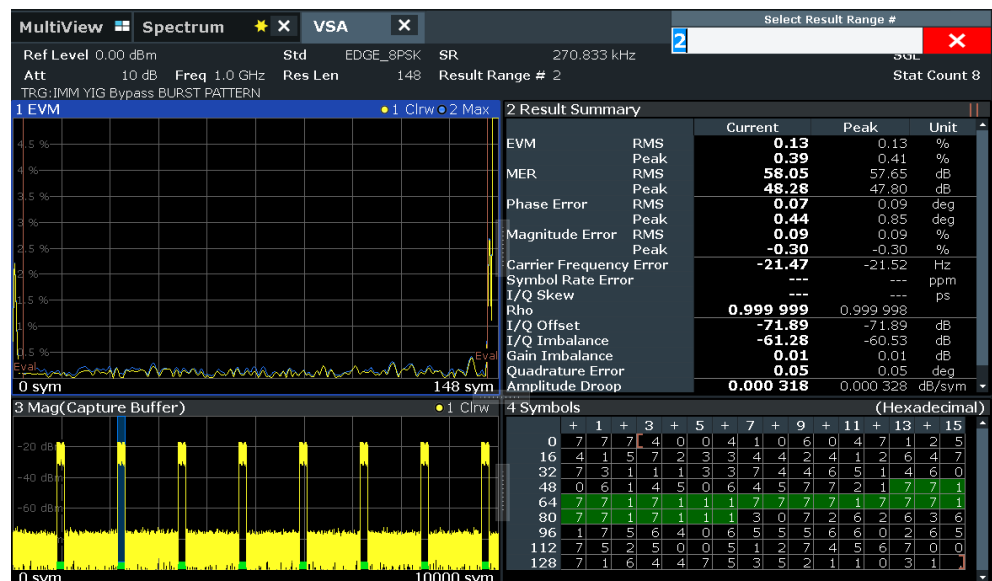 MultiView Spectrum VSA
Select Result Range #
2
Ref Level 0.00 dBm Std EDGE_8PSK SR 270.833 kHz SGL
Att 10 dB Freq 1.0 GHz Res Len 148 Result Range # 2 Stat Count 8
TRG:IMM YIG Bypass BURST PATTERN
1 EVM 1 Clrw 2 Max
4.5 %
4 %
3.5 %
3 %
2.5 %
2 %
1.5 %
1 %
0.5 %
Eval Eval
0 sym 148 sym
2 Result Summary
Current Peak Unit
EVM RMS 0.13 0.13 %
Peak 0.39 0.41 %
MER RMS 58.05 57.65 dB
Peak 48.28 47.80 dB
Phase Error RMS 0.07 0.09 deg
Peak 0.44 0.85 deg
Magnitude Error RMS 0.09 0.09 %
Peak -0.30 -0.30 %
Carrier Frequency Error -21.47 -21.52 Hz
Symbol Rate Error --- --- ppm
I/Q Skew --- --- ps
Rho 0.999 999 0.999 998
I/Q Offset -71.89 -71.89 dB
I/Q Imbalance -61.28 -60.53 dB
Gain Imbalance 0.01 0.01 dB
Quadrature Error 0.05 0.05 deg
Amplitude Droop 0.000 318 0.000 328 dB/sym
3 Mag(Capture Buffer) 1 Clrw
-20 dBm
-40 dBm
-60 dBm
0 sym 10000 sym
4 Symbols (Hexadecimal)
+ 1 + 3 + 5 + 7 + 9 + 11 + 13 + 15
0 7 7 7 4 0 0 4 1 0 6 0 4 7 1 2 5
16 4 1 5 7 2 3 3 4 4 2 4 1 2 6 4 7
32 7 3 1 1 1 3 3 7 4 4 6 5 1 4 6 0
48 0 6 1 4 5 0 6 4 5 7 7 2 1 7 7 1
64 7 7 1 7 1 1 1 7 7 7 7 1 7 7 7 1
80 7 7 1 7 1 1 1 3 0 7 2 6 2 6 3 6
96 1 7 5 6 4 0 6 5 5 5 6 6 0 2 6 5
112 7 5 2 5 0 0 5 1 2 7 4 5 6 7 0 0
128 7 1 6 4 4 7 5 3 5 2 1 1 0 3 1